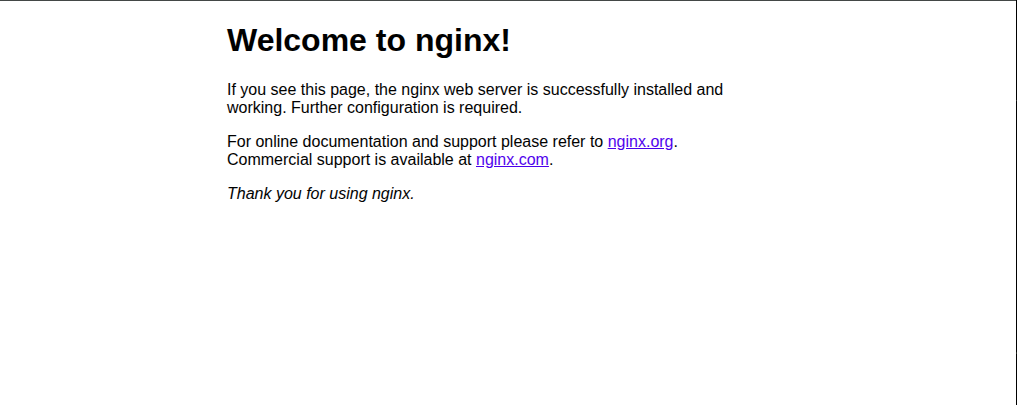 Welcome to nginx!
If you see this page, the nginx web server is successfully installed and
working. Further configuration is required.
For online documentation and support please refer to nginx.org.
Commercial support is available at nginx.com.
Thank you for using nginx.